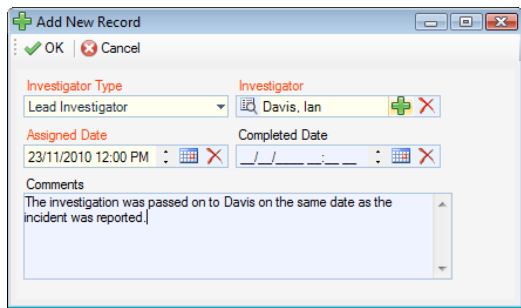 Add New Record
OK Cancel
Investigator Type Investigator
Lead Investigator Davis, Ian
Assigned Date Completed Date
23/11/2010 12:00 PM __/__/____ __:__ __
Comments
The investigation was passed on to Davis on the same date as the
incident was reported.